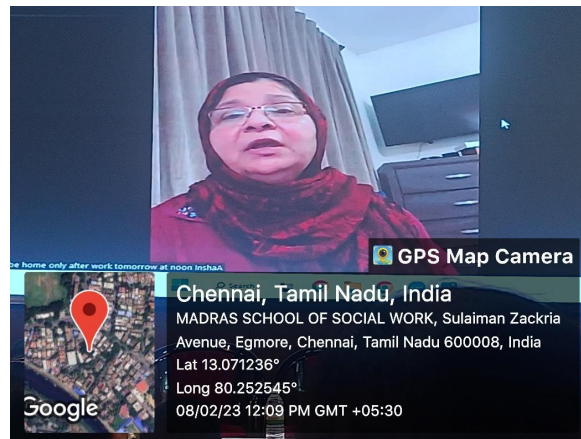 be home only after work tomorrow at noon InshaA
GPS Map Camera
Search
Chennai, Tamil Nadu, India
MADRAS SCHOOL OF SOCIAL WORK, Sulaiman Zackria
Avenue, Egmore, Chennai, Tamil Nadu 600008, India
Lat 13.071236°
Long 80.252545°
08/02/23 12:09 PM GMT +05:30
Google